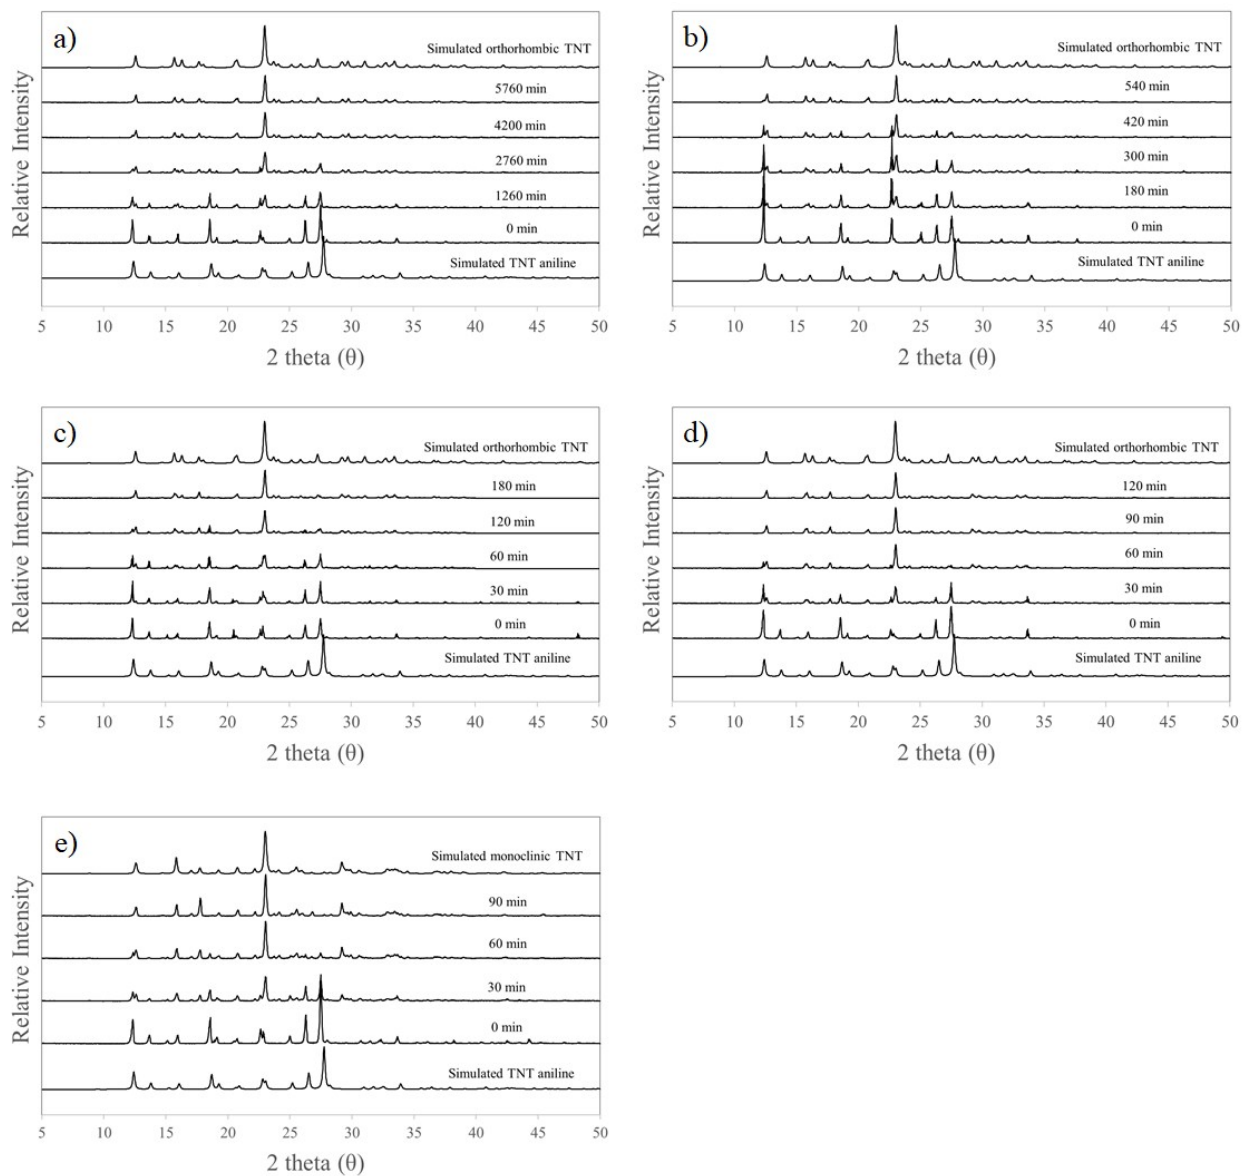 a)
Simulated orthorhombic TNT
5760 min
4200 min
2760 min
1260 min
0 min
Simulated TNT aniline
Relative Intensity
5 10 15 20 25 30 35 40 45 50
2 theta (θ)
b)
Simulated orthorhombic TNT
540 min
420 min
300 min
180 min
0 min
Simulated TNT aniline
Relative Intensity
5 10 15 20 25 30 35 40 45 50
2 theta (θ)
c)
Simulated orthorhombic TNT
180 min
120 min
60 min
30 min
0 min
Simulated TNT aniline
Relative Intensity
5 10 15 20 25 30 35 40 45 50
2 theta (θ)
d)
Simulated orthorhombic TNT
120 min
90 min
60 min
30 min
0 min
Simulated TNT aniline
Relative Intensity
5 10 15 20 25 30 35 40 45 50
2 theta (θ)
e)
Simulated monoclinic TNT
90 min
60 min
30 min
0 min
Simulated TNT aniline
Relative Intensity
5 10 15 20 25 30 35 40 45 50
2 theta (θ)